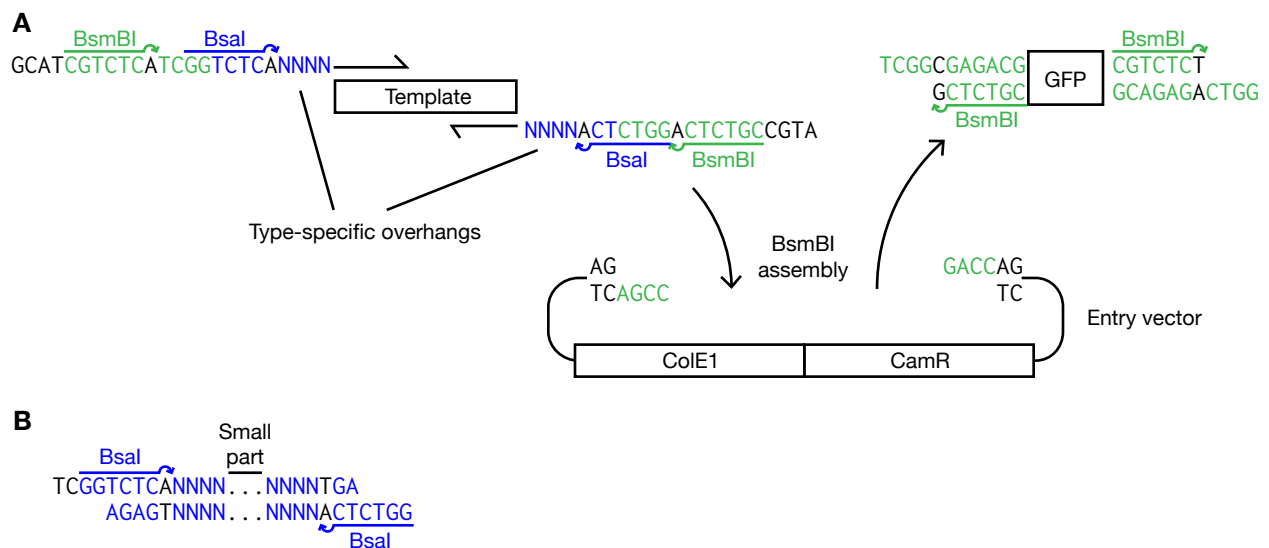 A
BsmBI BsaI
GCATCGTCTCATCGGTCTCANNNN
Template
NNNNACTCTGGACTCTGCCGTA
BsaI BsmBI
Type-specific overhangs
BsmBI
TCGGCGAGACG GFP CGTCTCT
GCTCTGC GCAGAGACTGG
BsmBI
BsmBI
assembly
AG
TCAGCC
GACCAG
TC
Entry vector
ColE1 CamR
B
Small
part
BsaI
TCGGTCTCANNNN...NNNNTGA
AGAGTNNNN...NNNNACTCTGG
BsaI